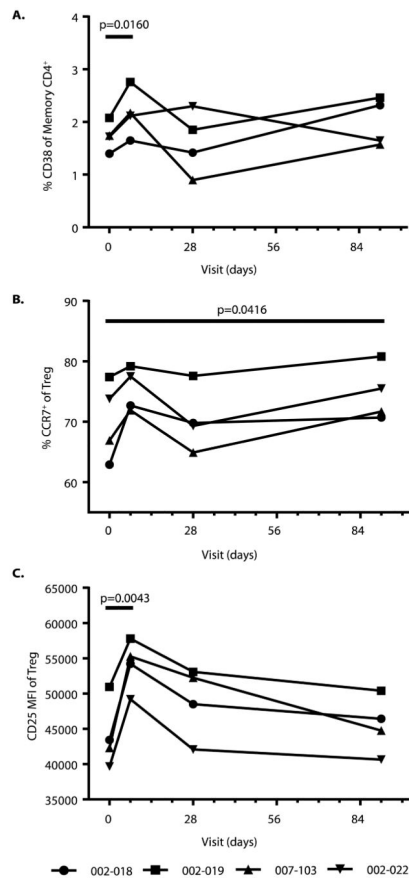 A.
p=0.0160
4
3
2
1
0
% CD38 of Memory CD4⁺
0 28 56 84
Visit (days)
B.
p=0.0416
90
80
70
60
% CCR7⁺ of Treg
0 28 56 84
Visit (days)
C.
p=0.0043
65000
60000
55000
50000
45000
40000
35000
CD25 MFI of Treg
0 28 56 84
Visit (days)
002-018 002-019 007-103 002-022